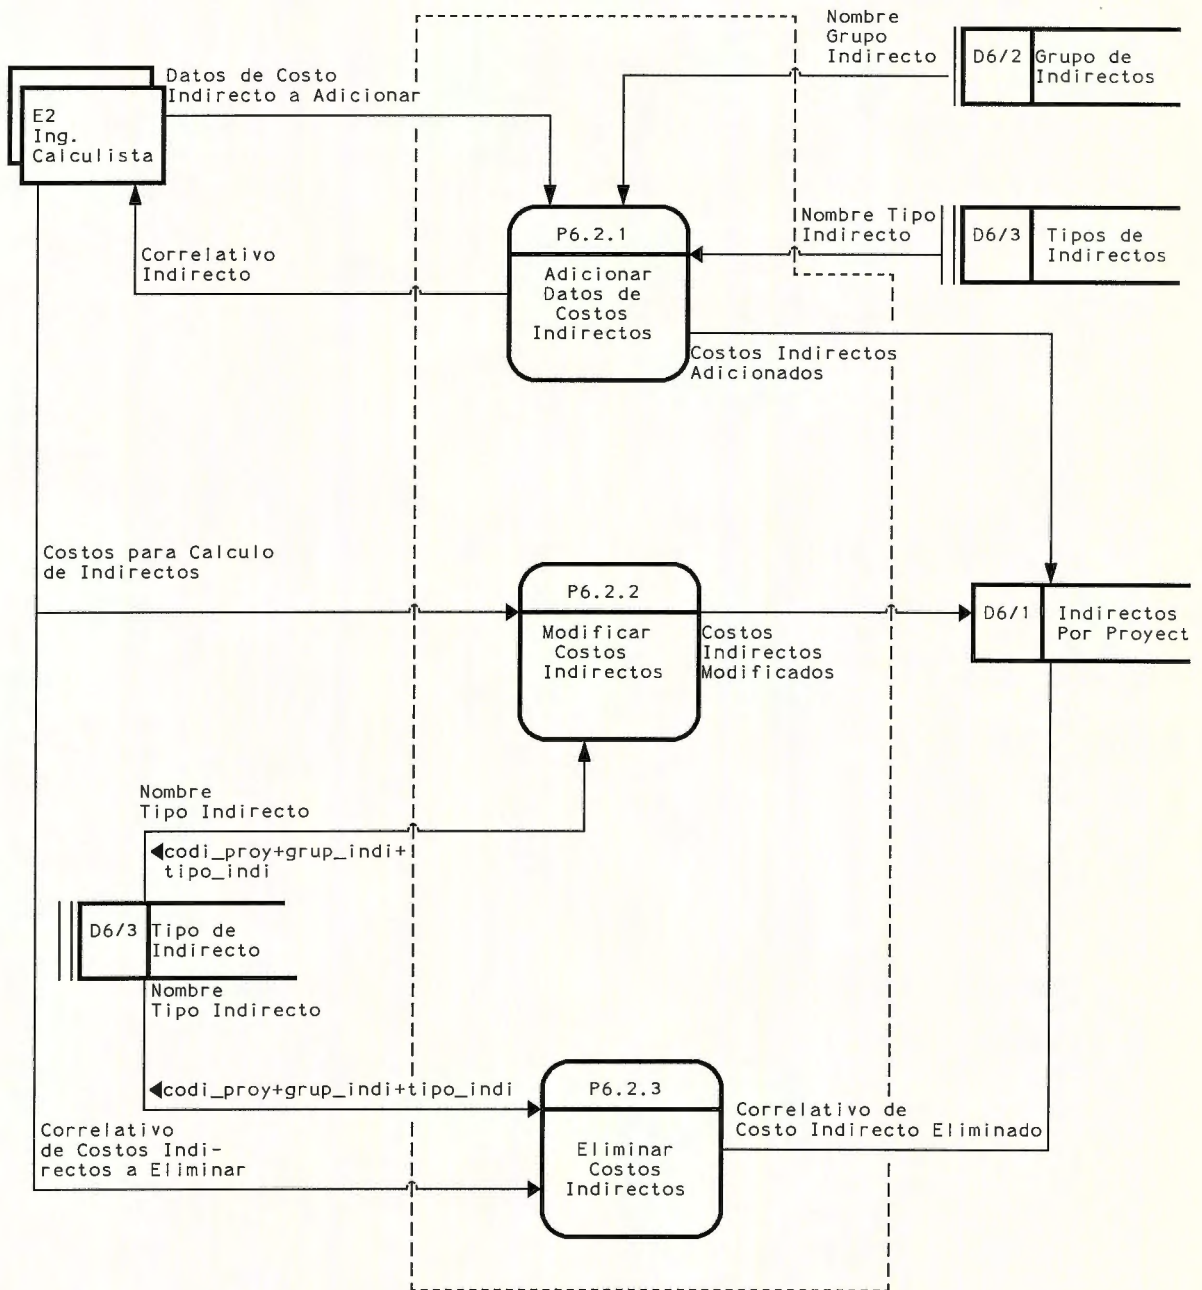 Nombre
Grupo
Indirecto
D6/2
Grupo de
Indirectos
Datos de Costo
Indirecto a Adicionar
E2
Ing.
Calculista
Correlativo
Indirecto
P6.2.1
Adicionar
Datos de
Costos
Indirectos
Nombre Tipo
Indirecto
D6/3
Tipos de
Indirectos
Costos Indirectos
Adicionados
Costos para Calculo
de Indirectos
P6.2.2
Modificar
Costos
Indirectos
Costos
Indirectos
Modificados
D6/1
Indirectos
Por Proyect
Nombre
Tipo Indirecto
codi_proy+grup_indi+
tipo_indi
D6/3
Tipo de
Indirecto
Nombre
Tipo Indirecto
codi_proy+grup_indi+tipo_indi
P6.2.3
Eliminar
Costos
Indirectos
Correlativo de
Costo Indirecto Eliminado
Correlativo
de Costos Indi-
rectos a Eliminar